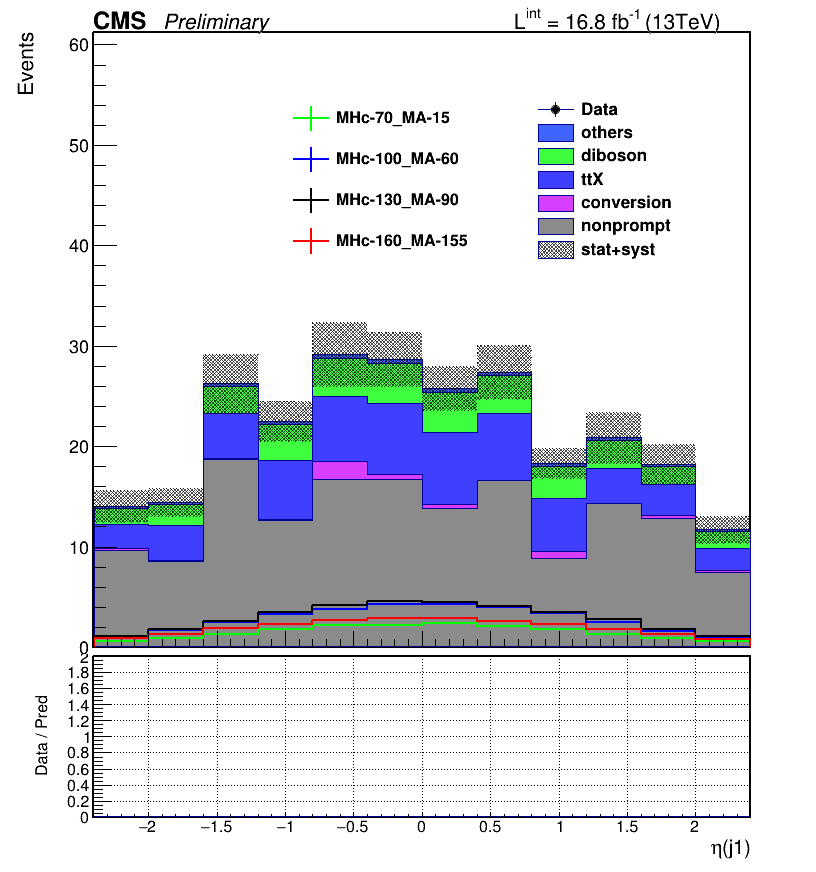 CMS Preliminary L^int = 16.8 fb^-1 (13TeV)
Events
60
50
40
30
20
10
0
MHc-70_MA-15
MHc-100_MA-60
MHc-130_MA-90
MHc-160_MA-155
Data
others
diboson
ttX
conversion
nonprompt
stat+syst
Data / Pred
2
1.8
1.6
1.4
1.2
1
0.8
0.6
0.4
0.2
0
−2 −1.5 −1 −0.5 0 0.5 1 1.5 2
η(j1)